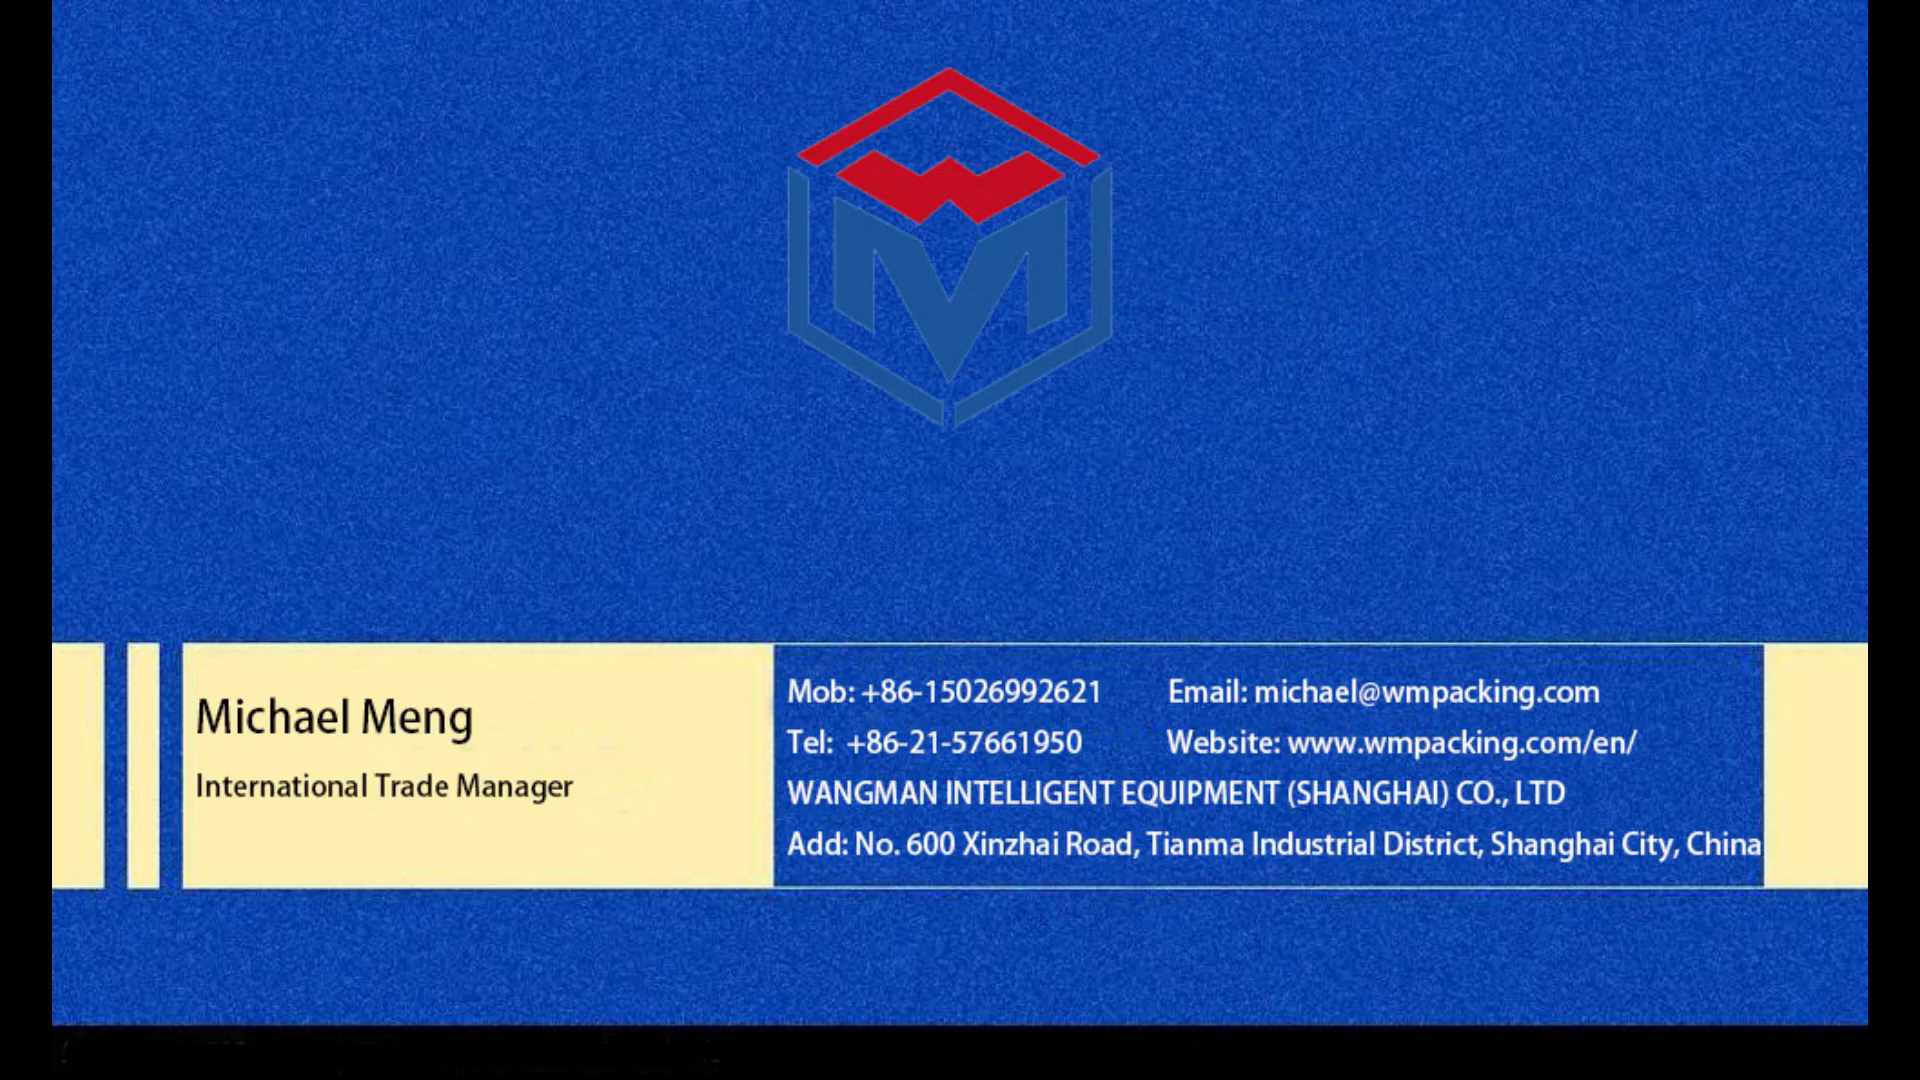 Michael Meng
International Trade Manager
Mob: +86-15026992621
Email: michael@wmpacking.com
Tel: +86-21-57661950
Website: www.wmpacking.com/en/
WANGMAN INTELLIGENT EQUIPMENT (SHANGHAI) CO., LTD
Add: No. 600 Xinzhai Road, Tianma Industrial District, Shanghai City, China